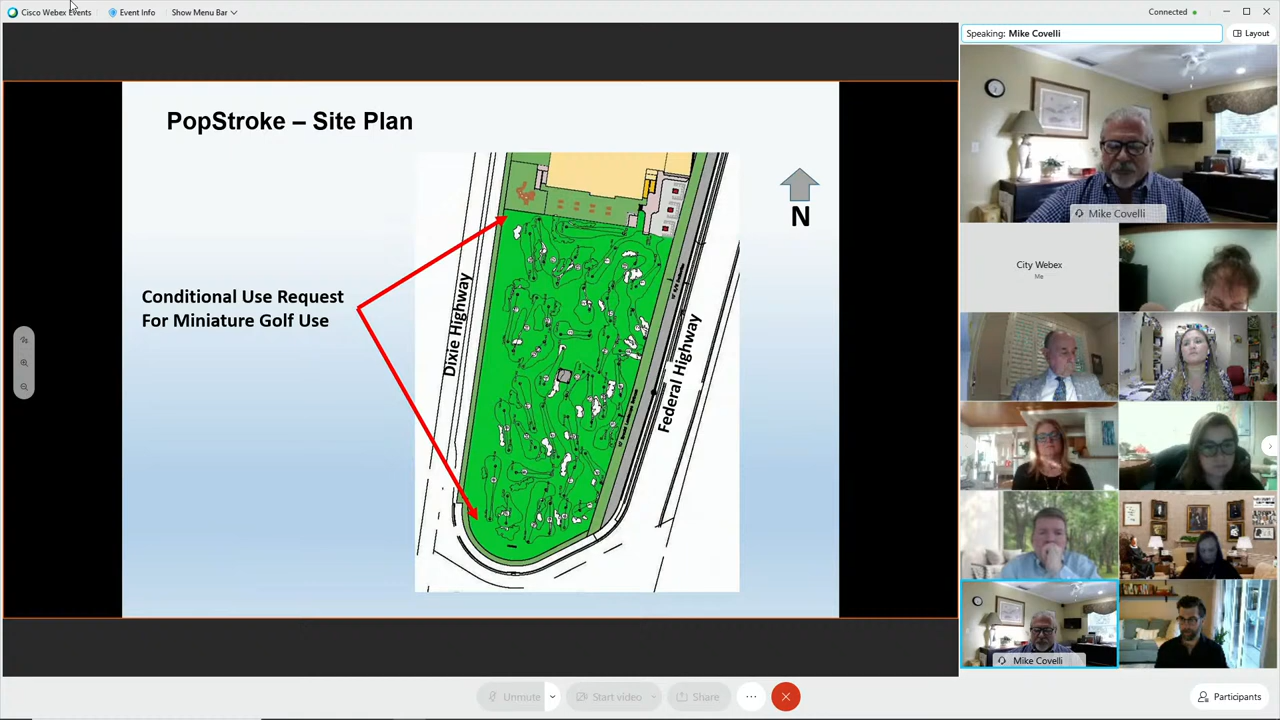 Cisco Webex Events
Event Info
Show Menu Bar
Connected
Speaking: Mike Covelli
Layout
PopStroke – Site Plan
N
Conditional Use Request
For Miniature Golf Use
Dixie Highway
Federal Highway
Mike Covelli
City Webex
Me
Mike Covelli
Unmute
Start video
Share
Participants